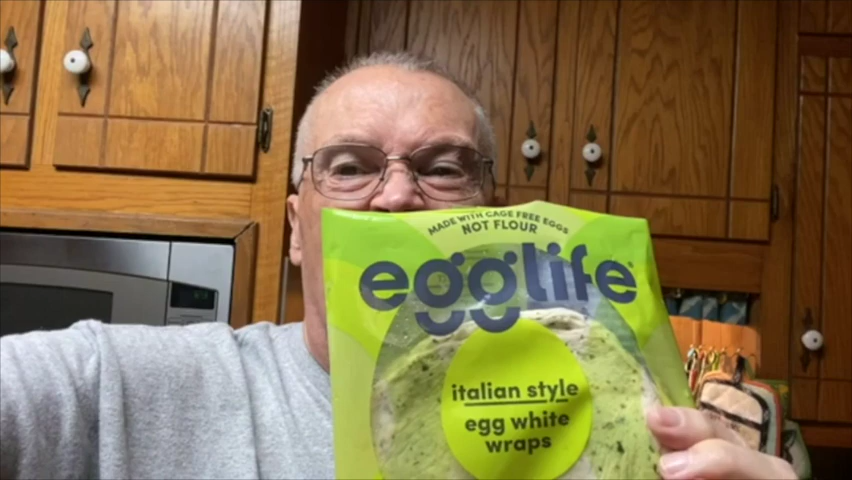 MADE WITH CAGE FREE EGGS
NOT FLOUR
egglife
italian style
egg white
wraps